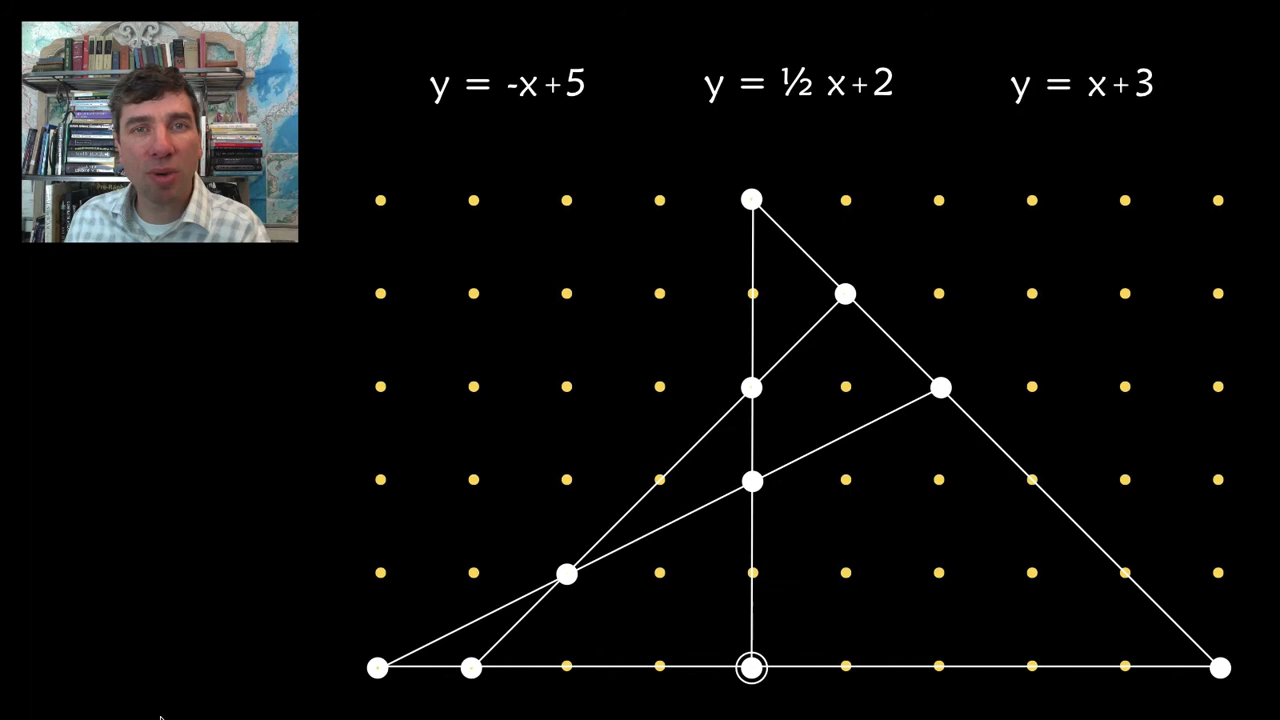 y = -x+5
y = ½ x+2
y = x+3